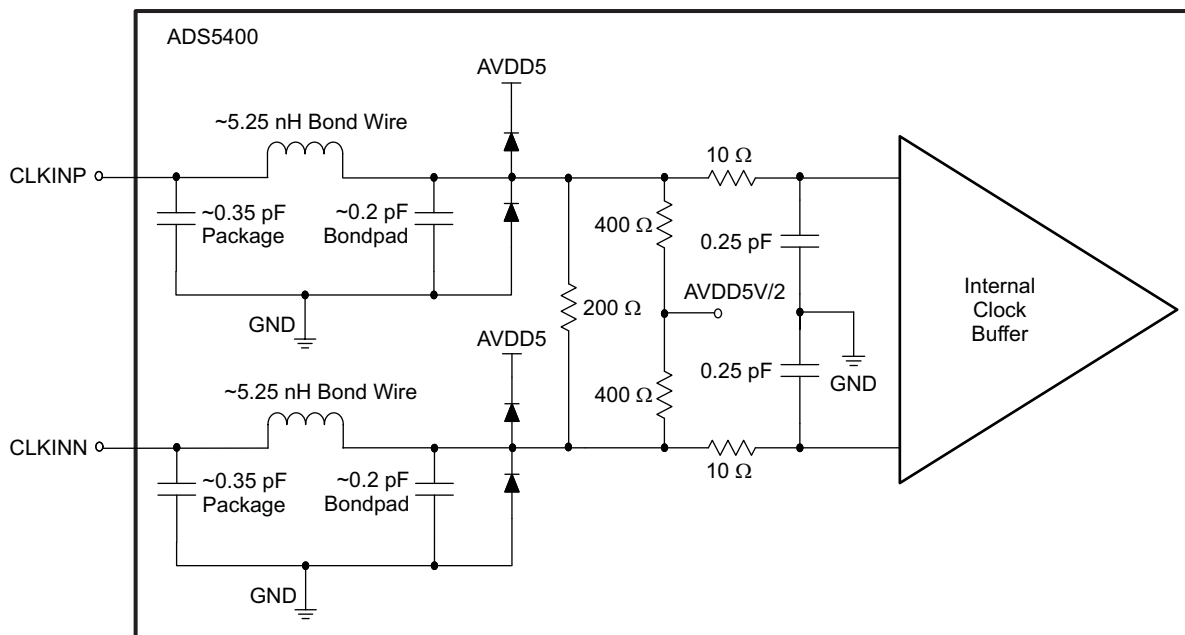 ADS5400
AVDD5
~5.25 nH Bond Wire
10 Ω
CLKINP
~0.35 pF
Package
~0.2 pF
Bondpad
400 Ω
0.25 pF
GND
200 Ω
AVDD5V/2
Internal
Clock
Buffer
AVDD5
~5.25 nH Bond Wire
400 Ω
0.25 pF
GND
CLKINN
~0.35 pF
Package
~0.2 pF
Bondpad
10 Ω
GND